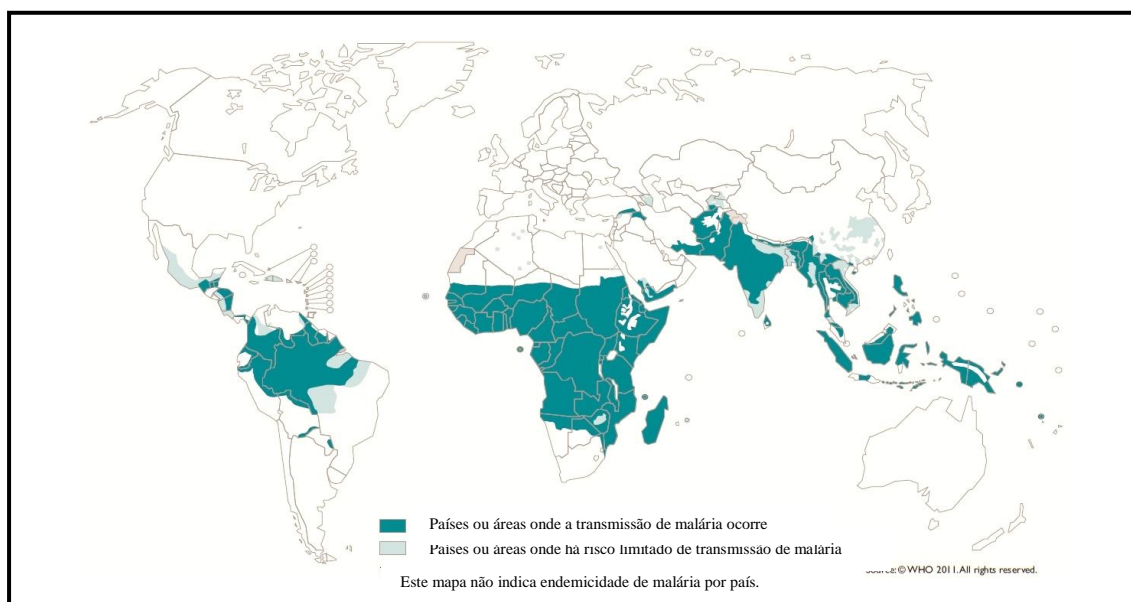 Países ou áreas onde a transmissão de malária ocorre
Países ou áreas onde há risco limitado de transmissão de malária
Source: © WHO 2011. All rights reserved.
Este mapa não indica endemicidade de malária por país.